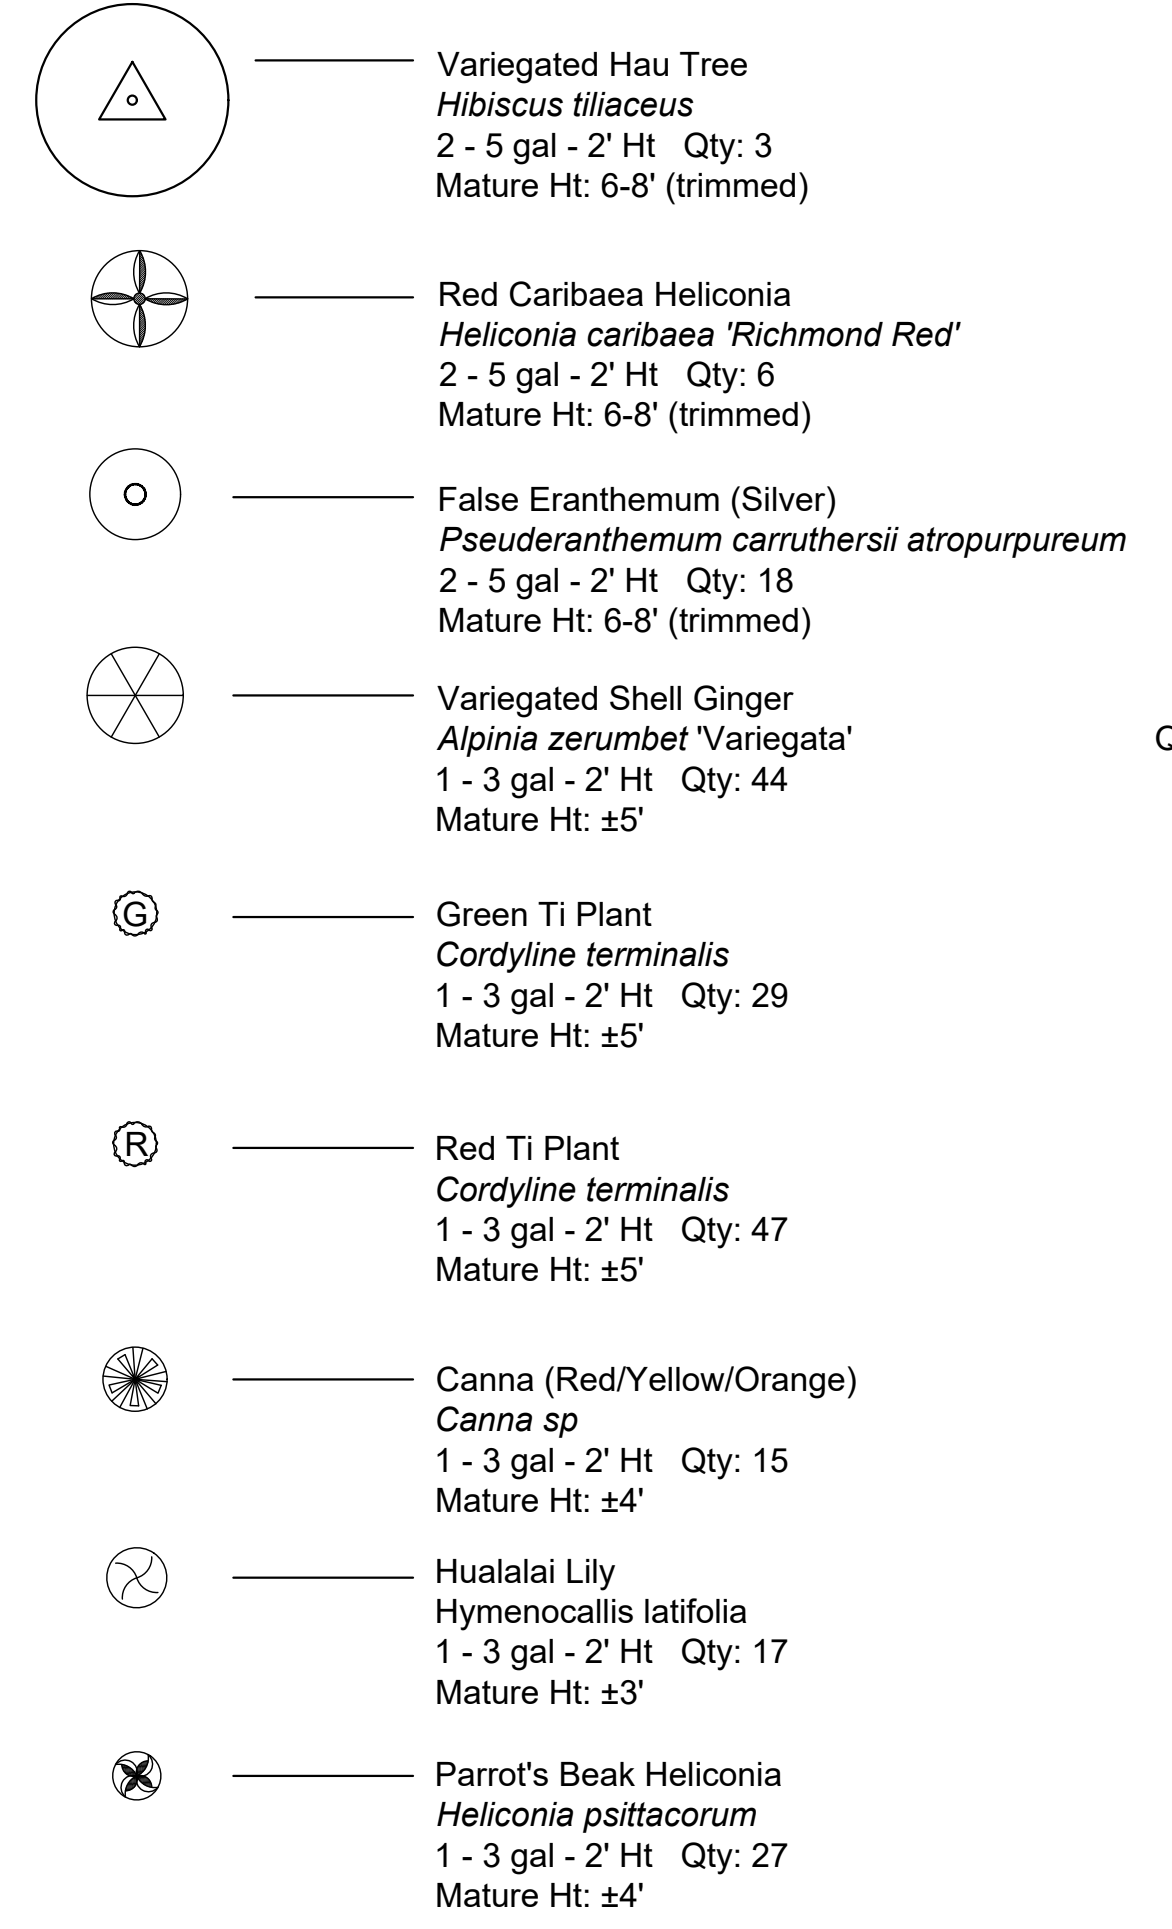 Variegated Hau Tree
Hibiscus tiliaceus
2 - 5 gal - 2' Ht Qty: 3
Mature Ht: 6-8' (trimmed)
Red Caribaea Heliconia
Heliconia caribaea 'Richmond Red'
2 - 5 gal - 2' Ht Qty: 6
Mature Ht: 6-8' (trimmed)
False Eranthemum (Silver)
Pseuderanthemum carruthersii atropurpureum
2 - 5 gal - 2' Ht Qty: 18
Mature Ht: 6-8' (trimmed)
Variegated Shell Ginger
Alpinia zerumbet 'Variegata'
1 - 3 gal - 2' Ht Qty: 44
Mature Ht: ±5'
G
Green Ti Plant
Cordyline terminalis
1 - 3 gal - 2' Ht Qty: 29
Mature Ht: ±5'
R
Red Ti Plant
Cordyline terminalis
1 - 3 gal - 2' Ht Qty: 47
Mature Ht: ±5'
Canna (Red/Yellow/Orange)
Canna sp
1 - 3 gal - 2' Ht Qty: 15
Mature Ht: ±4'
Hualalai Lily
Hymenocallis latifolia
1 - 3 gal - 2' Ht Qty: 17
Mature Ht: ±3'
Parrot's Beak Heliconia
Heliconia psittacorum
1 - 3 gal - 2' Ht Qty: 27
Mature Ht: ±4'